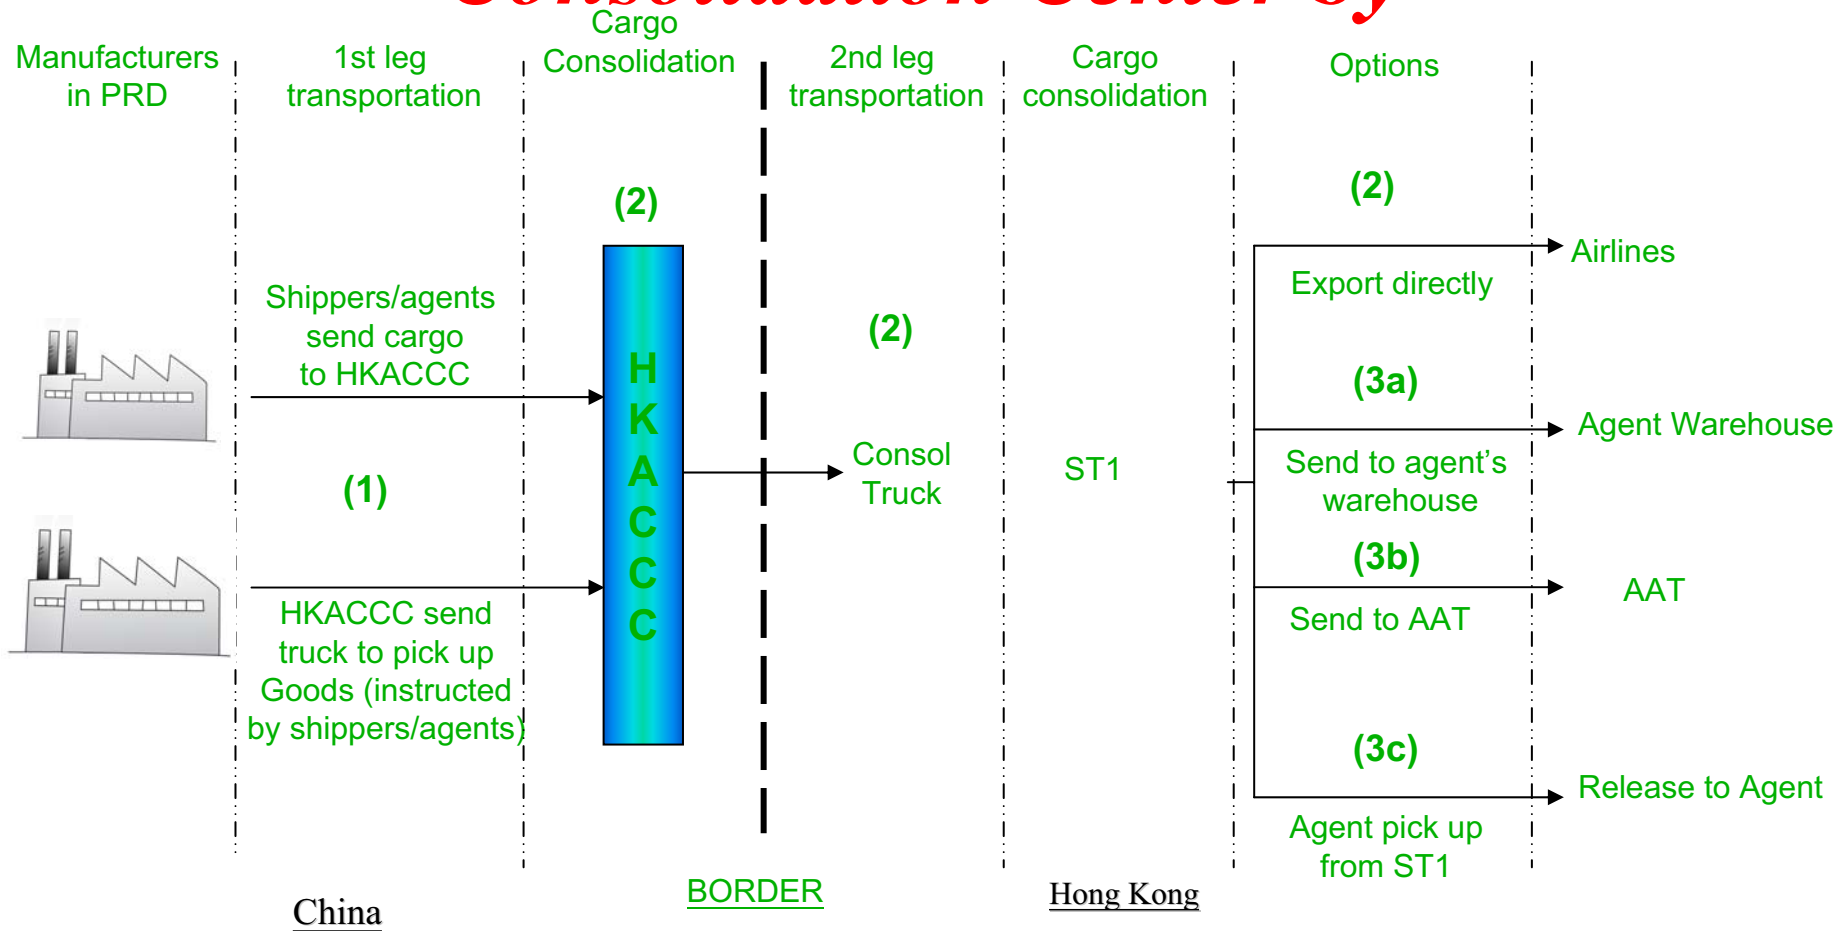 Consolidation Center by
Manufacturers
in PRD
1st leg
transportation
Cargo
Consolidation
2nd leg
transportation
Cargo
consolidation
Options
(2)
(2)
(2)
Shippers/agents
send cargo
to HKACCC
(1)
HKACCC send
truck to pick up
Goods (instructed
by shippers/agents)
H
K
A
C
C
C
Consol
Truck
ST1
Export directly
Airlines
(3a)
Send to agent's
warehouse
Agent Warehouse
(3b)
Send to AAT
AAT
(3c)
Agent pick up
from ST1
Release to Agent
China
BORDER
Hong Kong